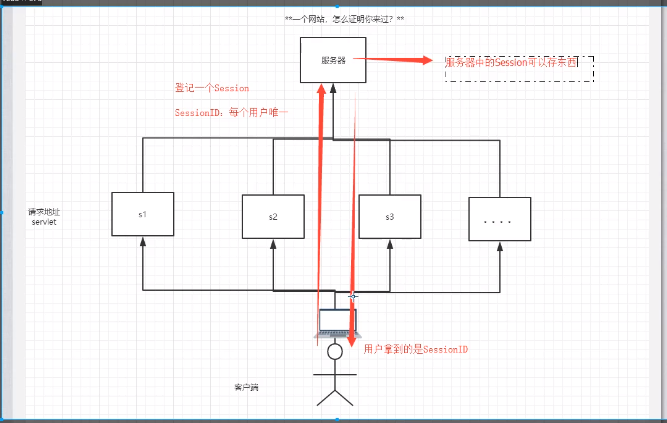 **一个网站，怎么证明你来过？**
服务器
服务器中的Session可以存东西
登记一个Session
SessionID：每个用户唯一
请求地址
servlet
s1
s2
s3
....
用户拿到的是SessionID
客户端